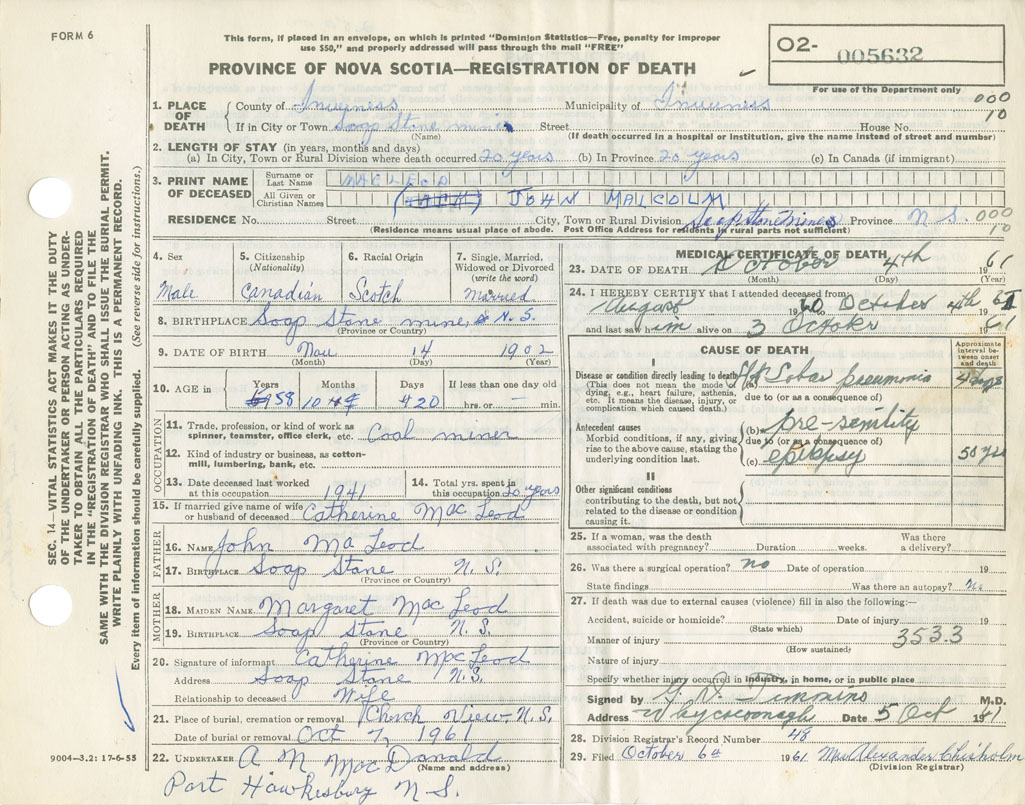 FORM 6
This form, if placed in an envelope, on which is printed "Dominion Statistics—Free, penalty for improper
use $50," and properly addressed will pass through the mail "FREE"
PROVINCE OF NOVA SCOTIA—REGISTRATION OF DEATH
O2- 005632
For use of the Department only
000
10
1. PLACE OF DEATH
County of Inverness Municipality of Inverness
If in City or Town Soap Stone mine Street House No.
(Name) (If death occurred in a hospital or institution, give the name instead of street and number)
2. LENGTH OF STAY (in years, months and days)
(a) In City, Town or Rural Division where death occurred 20 years (b) In Province 20 years (c) In Canada (if immigrant)
3. PRINT NAME OF DECEASED
Surname or Last Name MACLEOD
All Given or Christian Names JOHN MALCOLM
RESIDENCE No. Street City, Town or Rural Division Soap Stone Mines Province N S. 000
(Residence means usual place of abode. Post Office Address for residents in rural parts not sufficient) 10
4. Sex
Male
5. Citizenship (Nationality)
Canadian
6. Racial Origin
Scotch
7. Single, Married, Widowed or Divorced (write the word)
Married
8. BIRTHPLACE Soap Stone mine, N.S.
(Province or Country)
9. DATE OF BIRTH Nov 14 1902
(Month) (Day) (Year)
10. AGE in Years Months Days If less than one day old
58 10 20 hrs. or — min.
OCCUPATION
11. Trade, profession, or kind of work as spinner, teamster, office clerk, etc. Coal miner
12. Kind of industry or business, as cotton-mill, lumbering, bank, etc.
13. Date deceased last worked at this occupation 1941
14. Total yrs. spent in this occupation 20 years
15. If married give name of wife or husband of deceased Catherine Mac Leod
FATHER
16. NAME John Ma Leod
17. BIRTHPLACE Soap Stone N.S.
(Province or Country)
MOTHER
18. MAIDEN NAME Margaret Mac Leod
19. BIRTHPLACE Soap Stone N.S.
(Province or Country)
20. Signature of informant Catherine Mac Leod
Address Soap Stone N.S.
Relationship to deceased Wife
21. Place of burial, cremation or removal Church View N.S.
Date of burial or removal Oct 7, 1961
22. UNDERTAKER A M Mac Donald
(Name and address)
Port Hawkesbury N S.
MEDICAL CERTIFICATE OF DEATH
23. DATE OF DEATH October 4th 1961
(Month) (Day)
24. I HEREBY CERTIFY that I attended deceased from:
August 1960 October 4th 61
and last saw him alive on 3 October 61
CAUSE OF DEATH
Approximate interval between onset and death
I
Disease or condition directly leading to death (a) Lobar pneumonia 4 days
(This does not mean the mode of dying, e.g., heart failure, asthenia, etc. It means the disease, injury, or complication which caused death.)
due to (or as a consequence of)
Antecedent causes
Morbid conditions, if any, giving rise to the above cause, stating the underlying condition last.
(b) pre-senility
due to (or as a consequence of)
(c) epilepsy 50 yrs
II
Other significant conditions
contributing to the death, but not related to the disease or condition causing it.
25. If a woman, was the death associated with pregnancy? Duration weeks. Was there a delivery?
26. Was there a surgical operation? no Date of operation 19
State findings Was there an autopsy? no
27. If death was due to external causes (violence) fill in also the following:—
Accident, suicide or homicide? Date of injury 19
(State which)
Manner of injury 353.3
(How sustained)
Nature of injury
Specify whether injury occurred in industry, in home, or in public place
Signed by Timmins M.D.
Address Whycocomagh Date 5 Oct 1961
28. Division Registrar's Record Number 48
29. Filed October 6th 1961 Mrs Alexander Chisholm
(Division Registrar)
SEC. 14—VITAL STATISTICS ACT MAKES IT THE DUTY
OF THE UNDERTAKER OR PERSON ACTING AS UNDER-
TAKER TO OBTAIN ALL THE PARTICULARS REQUIRED
IN THE "REGISTRATION OF DEATH" AND TO FILE THE
SAME WITH THE DIVISION REGISTRAR WHO SHALL ISSUE THE BURIAL PERMIT.
WRITE PLAINLY WITH UNFADING INK. THIS IS A PERMANENT RECORD.
Every item of information should be carefully supplied. (See reverse side for instructions.)
9004—3.2: 17-6-55